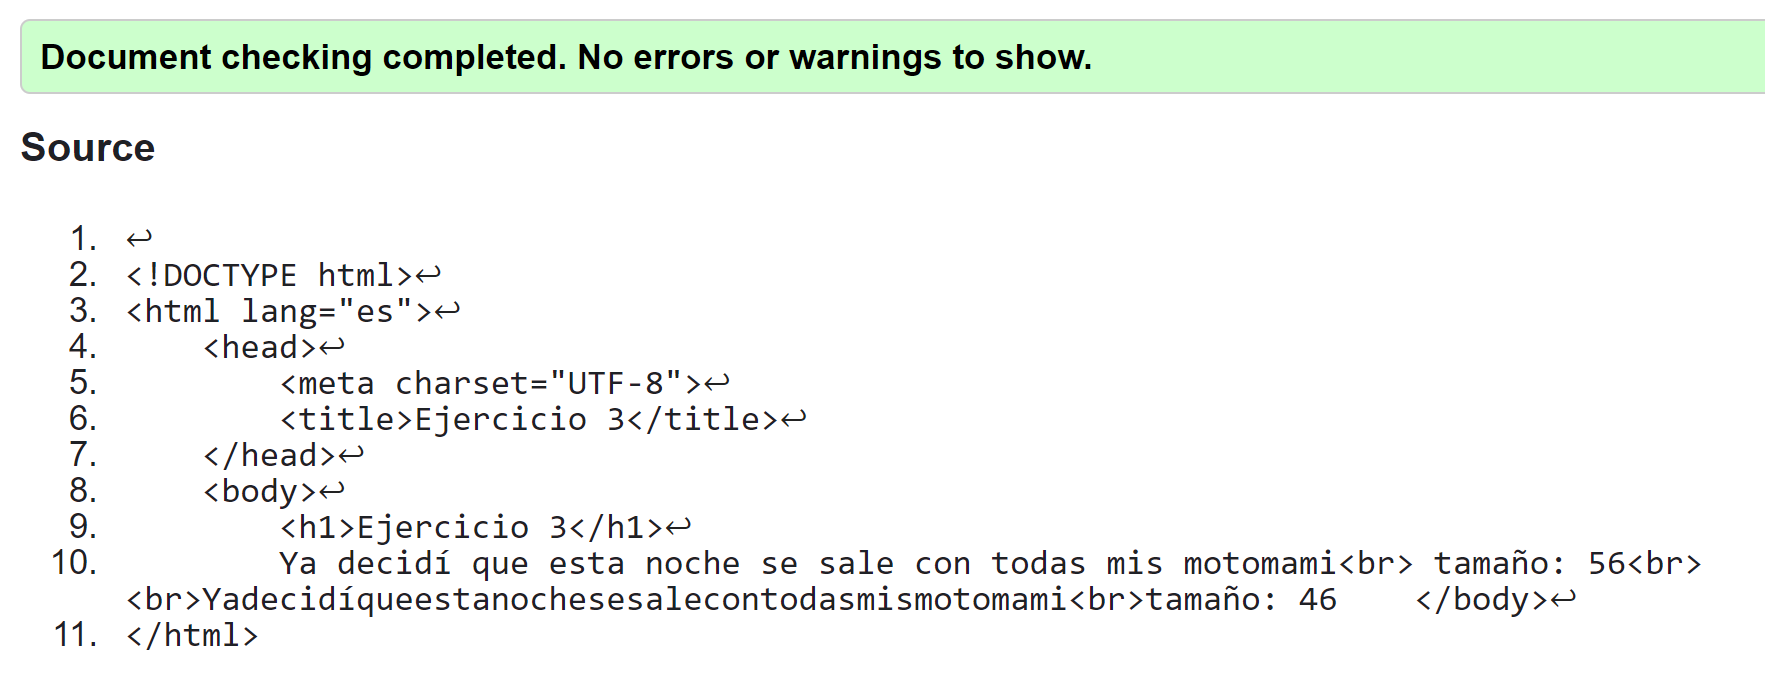 Document checking completed. No errors or warnings to show.
Source
1. ↩
2. <!DOCTYPE html>↩
3. <html lang="es">↩
4.     <head>↩
5.         <meta charset="UTF-8">↩
6.         <title>Ejercicio 3</title>↩
7.     </head>↩
8.     <body>↩
9.         <h1>Ejercicio 3</h1>↩
10.         Ya decidí que esta noche se sale con todas mis motomami<br> tamaño: 56<br>
<br>Yadecidíqueestanochesesalecontodasmismotomami<br>tamaño: 46    </body>↩
11. </html>